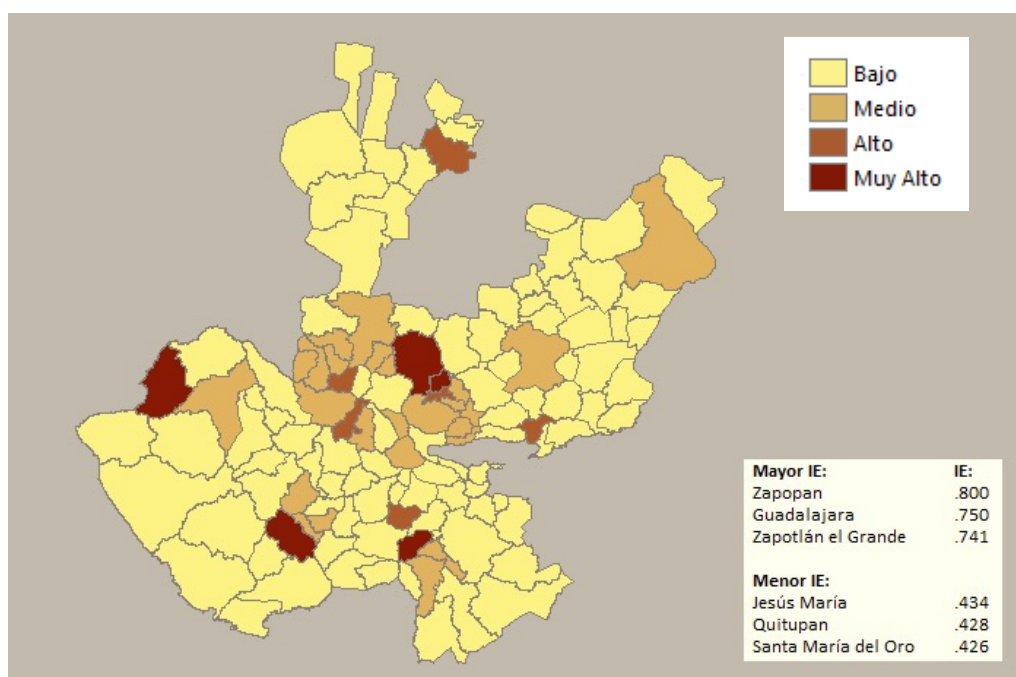 Bajo
Medio
Alto
Muy Alto
Mayor IE: IE:
Zapopan .800
Guadalajara .750
Zapotlán el Grande .741
Menor IE:
Jesús María .434
Quitupan .428
Santa María del Oro .426